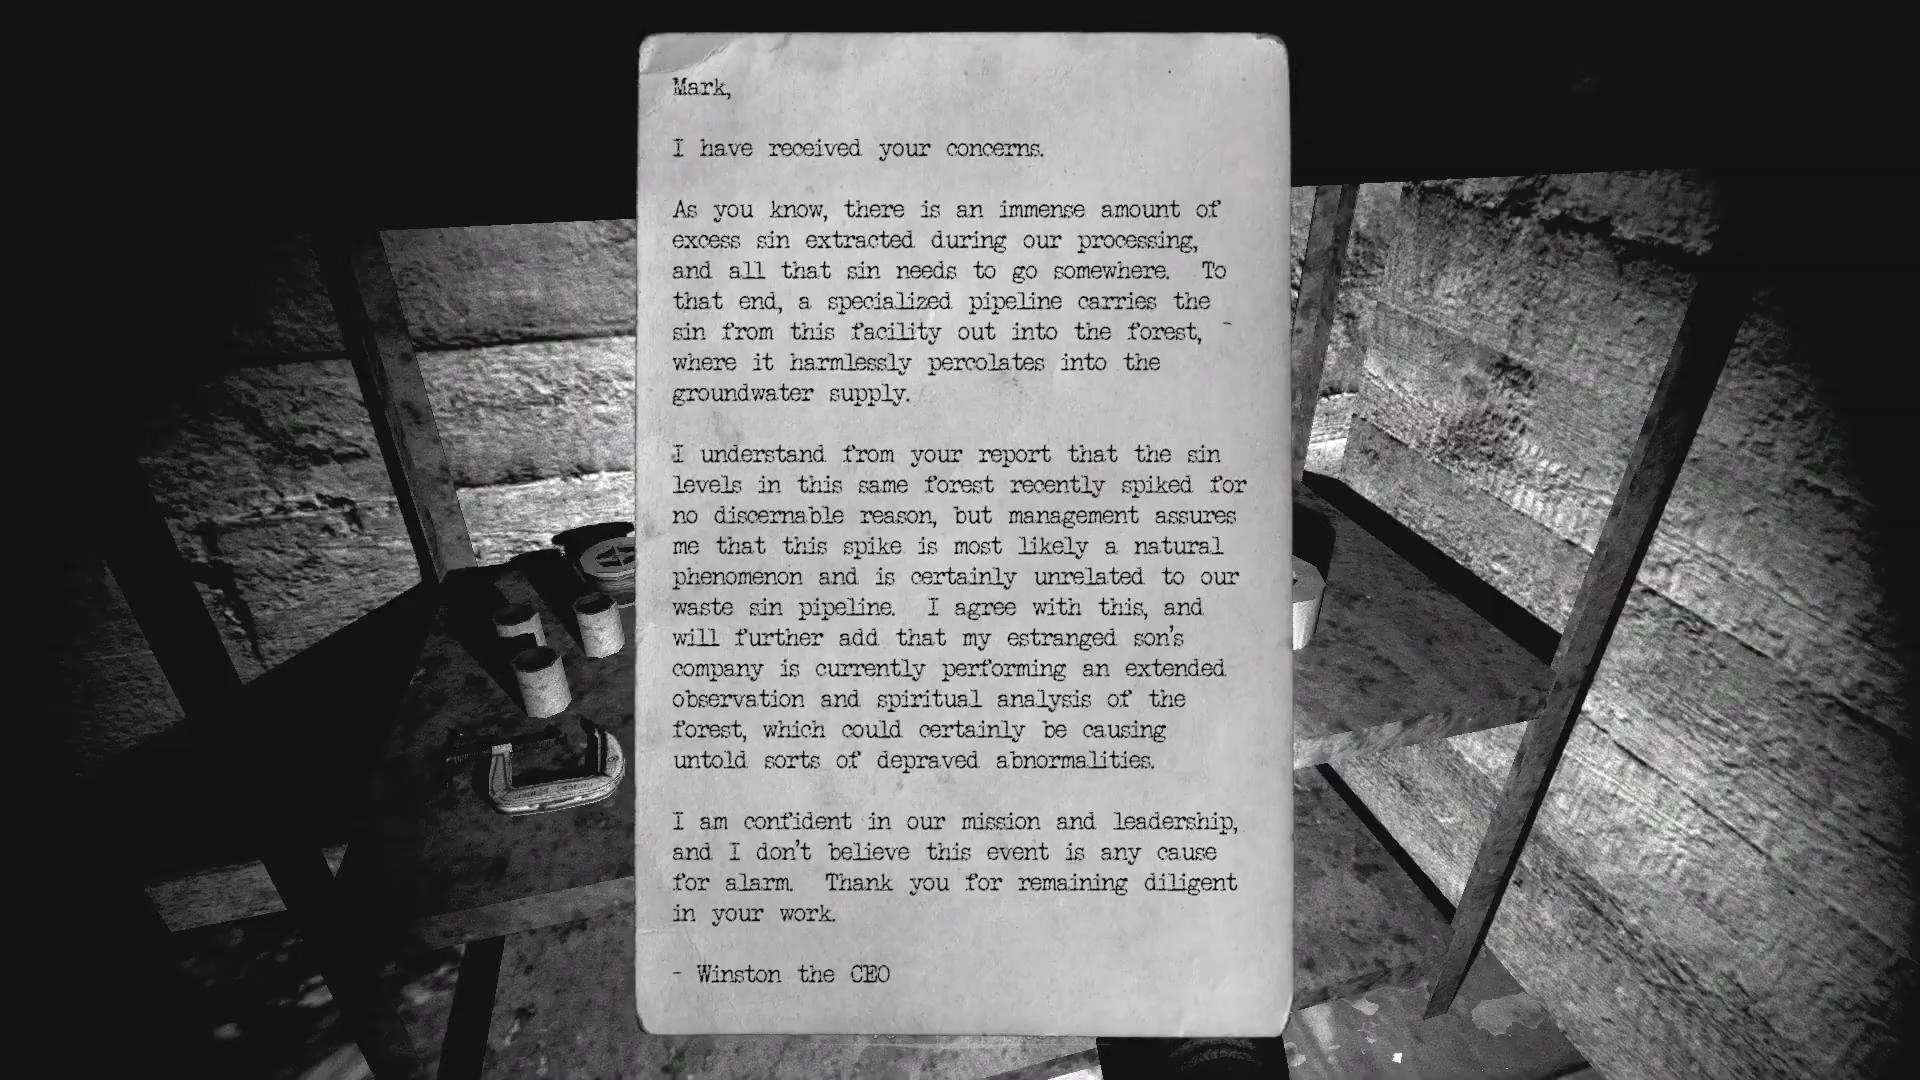 Mark,
I have received your concerns.
As you know, there is an immense amount of
excess sin extracted during our processing,
and all that sin needs to go somewhere.  To
that end, a specialized pipeline carries the
sin from this facility out into the forest,
where it harmlessly percolates into the
groundwater supply.
I understand from your report that the sin
levels in this same forest recently spiked for
no discernable reason, but management assures
me that this spike is most likely a natural
phenomenon and is certainly unrelated to our
waste sin pipeline.  I agree with this, and
will further add that my estranged son's
company is currently performing an extended
observation and spiritual analysis of the
forest, which could certainly be causing
untold sorts of depraved abnormalities.
I am confident in our mission and leadership,
and I don't believe this event is any cause
for alarm.  Thank you for remaining diligent
in your work.
- Winston the CEO